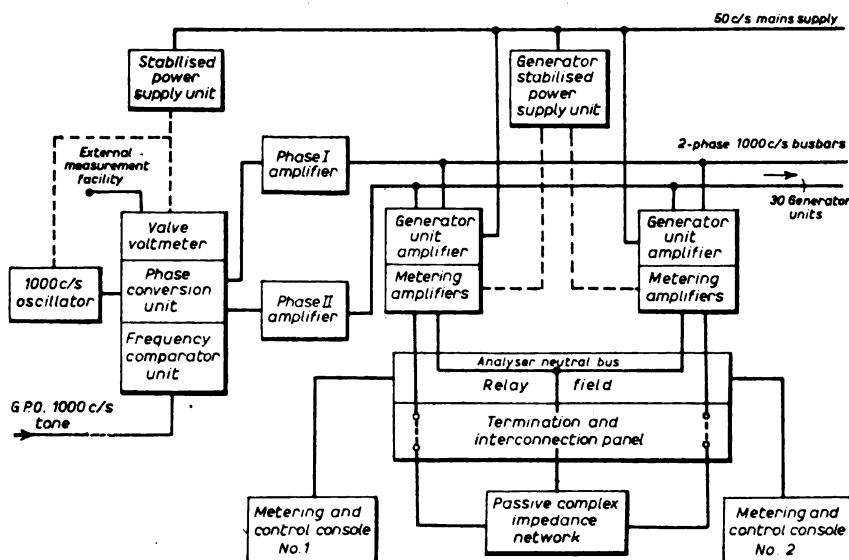 50 c/s mains supply
Stabilised
power
supply unit
Generator
stabilised
power
supply unit
External
measurement
facility
2-phase 1000 c/s busbars
Phase I
amplifier
30 Generator
units
Valve
voltmeter
Generator
unit
amplifier
Generator
unit
amplifier
1000 c/s
oscillator
Phase
conversion
unit
Phase II
amplifier
Metering
amplifiers
Metering
amplifiers
Frequency
comparator
unit
Analyser neutral bus
Relay field
G.P.O. 1000 c/s
tone
Termination and
interconnection panel
Metering and
control console
No. 1
Passive complex
impedance
network
Metering and
control console
No. 2